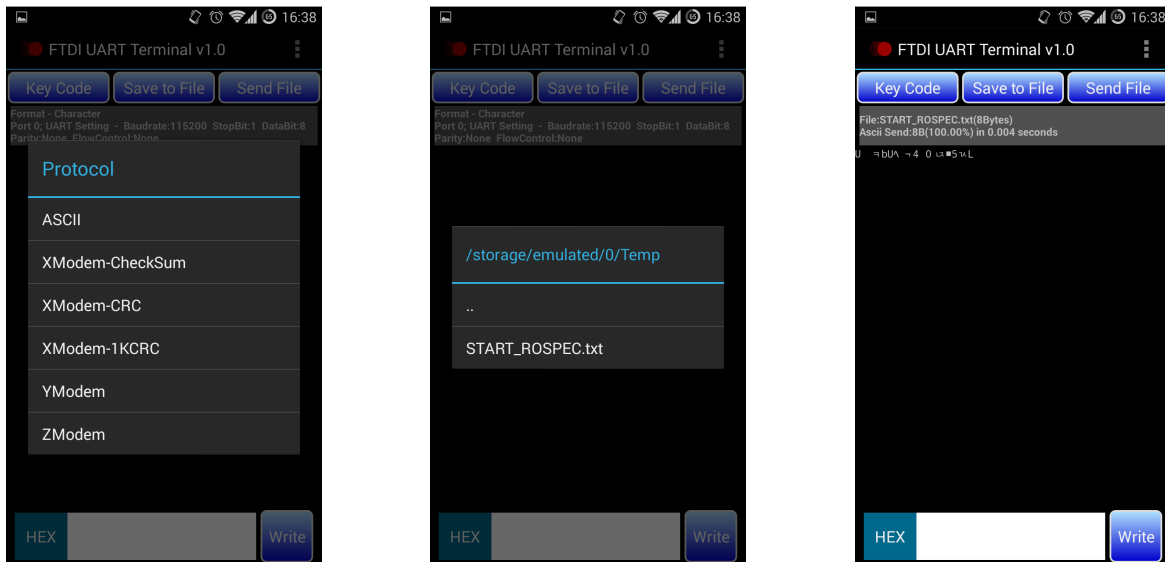 65 16:38
FTDI UART Terminal v1.0
Key Code Save to File Send File
Format - Character
Port 0; UART Setting - Baudrate:115200 StopBit:1 DataBit:8
Parity:None FlowControl:None
Protocol
ASCII
XModem-CheckSum
XModem-CRC
XModem-1KCRC
YModem
ZModem
HEX Write
65 16:38
FTDI UART Terminal v1.0
Key Code Save to File Send File
Format - Character
Port 0; UART Setting - Baudrate:115200 StopBit:1 DataBit:8
Parity:None FlowControl:None
/storage/emulated/0/Temp
..
START_ROSPEC.txt
HEX Write
65 16:38
FTDI UART Terminal v1.0
Key Code Save to File Send File
File:START_ROSPEC.txt(8Bytes)
Ascii Send:8B(100.00%) in 0.004 seconds
HEX Write